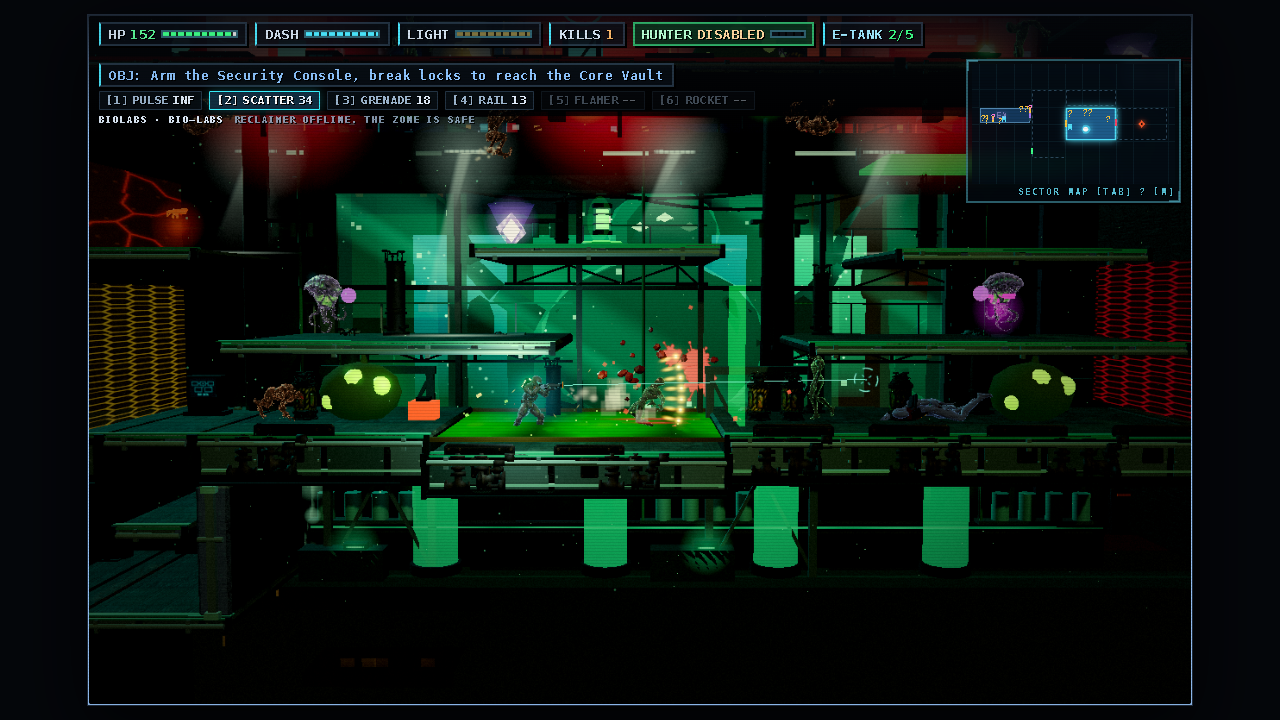 HP 152
DASH
LIGHT
KILLS 1
HUNTER DISABLED
E-TANK 2/5
OBJ: Arm the Security Console, break locks to reach the Core Vault
[1] PULSE INF
[2] SCATTER 34
[3] GRENADE 18
[4] RAIL 13
[5] FLAMER --
[6] ROCKET --
BIOLABS · BIO-LABS RECLAIMER OFFLINE. THE ZONE IS SAFE
SECTOR MAP [TAB] ? [M]